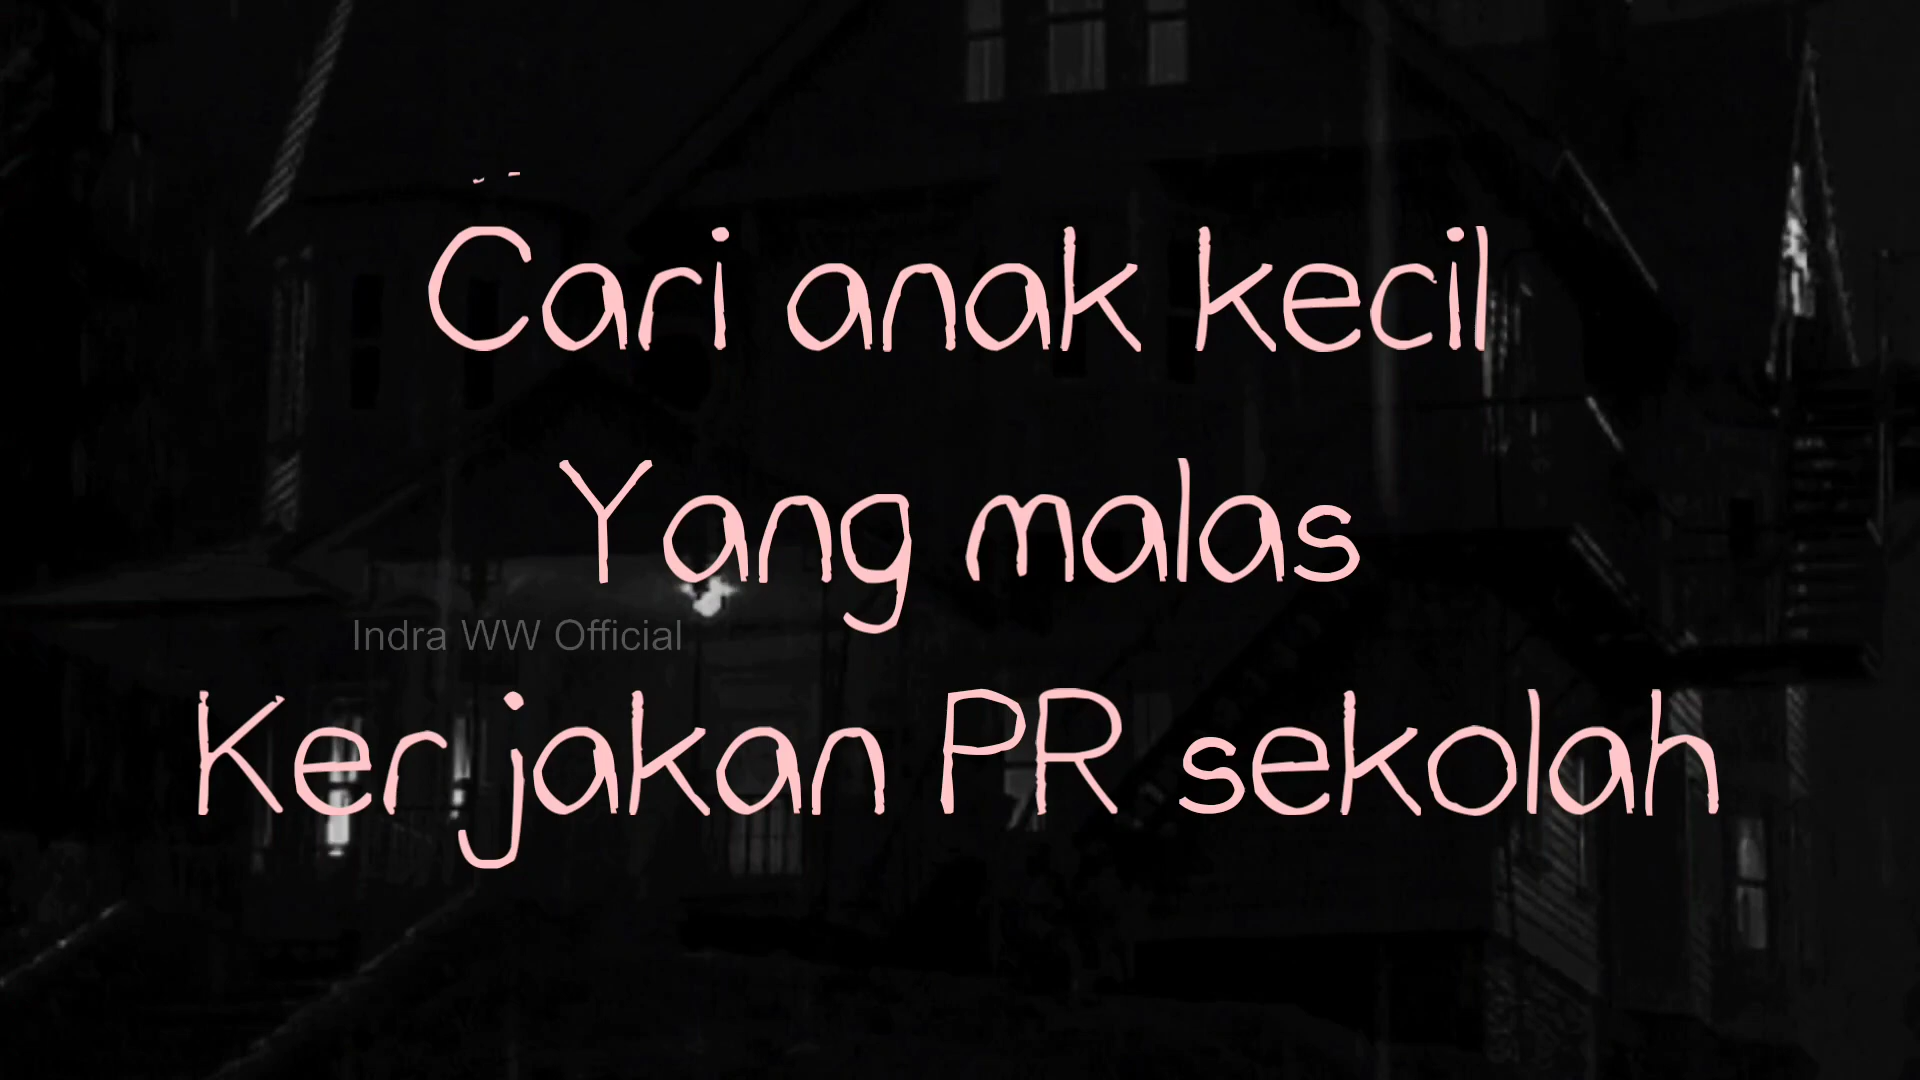 Cari anak kecil
Yang malas
Indra WW Official
Kerjakan PR sekolah